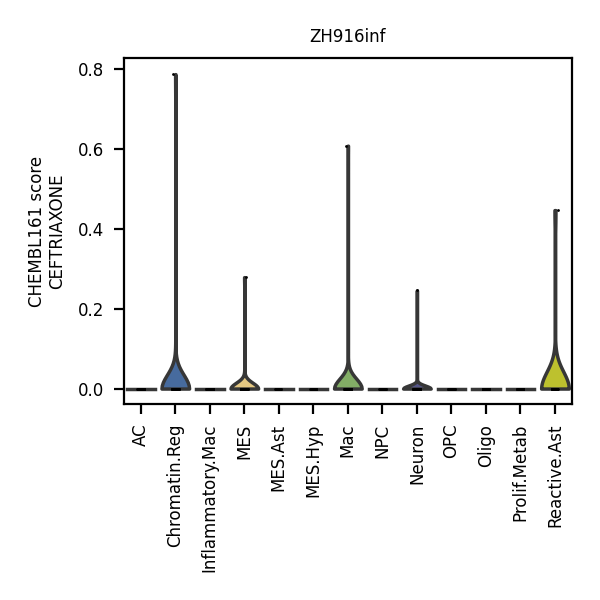 ZH916inf
CHEMBL161 score
CEFTRIAXONE
0.8
0.6
0.4
0.2
0.0
AC
Chromatin.Reg
Inflammatory.Mac
MES
MES.Ast
MES.Hyp
Mac
NPC
Neuron
OPC
Oligo
Prolif.Metab
Reactive.Ast